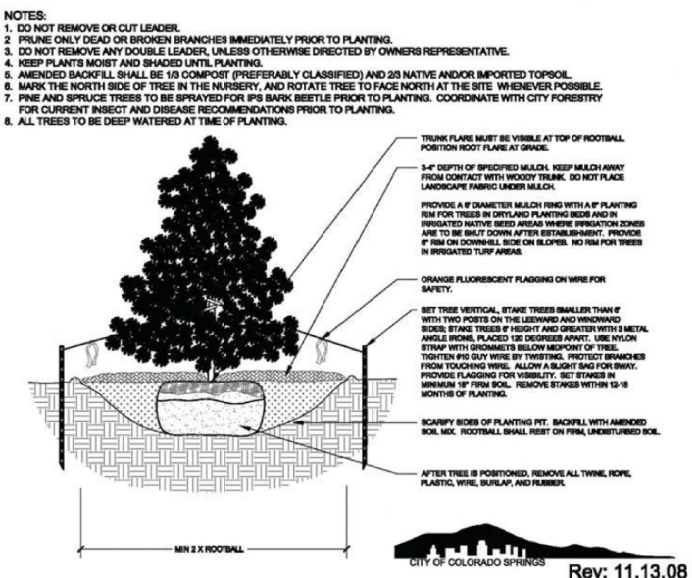 NOTES:
1. DO NOT REMOVE OR CUT LEADER.
2 PRUNE ONLY DEAD OR BROKEN BRANCHES IMMEDIATELY PRIOR TO PLANTING.
3. DO NOT REMOVE ANY DOUBLE LEADER, UNLESS OTHERWISE DIRECTED BY OWNERS REPRESENTATIVE.
4. KEEP PLANTS MOIST AND SHADED UNTIL PLANTING.
5. AMENDED BACKFILL SHALL BE 1/3 COMPOST (PREFERABLY CLASSIFIED) AND 2/3 NATIVE AND/OR IMPORTED TOPSOIL.
6. MARK THE NORTH SIDE OF TREE IN THE NURSERY, AND ROTATE TREE TO FACE NORTH AT THE SITE WHENEVER POSSIBLE.
7. PINE AND SPRUCE TREES TO BE SPRAYED FOR IPS BARK BEETLE PRIOR TO PLANTING. COORDINATE WITH CITY FORESTRY
FOR CURRENT INSECT AND DISEASE RECOMMENDATIONS PRIOR TO PLANTING.
8. ALL TREES TO BE DEEP WATERED AT TIME OF PLANTING.
TRUNK FLARE MUST BE VISIBLE AT TOP OF ROOTBALL
POSITION ROOT FLARE AT GRADE.
3-4" DEPTH OF SPECIFIED MULCH. KEEP MULCH AWAY
FROM CONTACT WITH WOODY TRUNK. DO NOT PLACE
LANDSCAPE FABRIC UNDER MULCH.
PROVIDE A 6' DIAMETER MULCH RING WITH A 6" PLANTING
RIM FOR TREES IN DRYLAND PLANTING BEDS AND IN
IRRIGATED NATIVE SEED AREAS WHERE IRRIGATION ZONES
ARE TO BE SHUT DOWN AFTER ESTABLISHMENT. PROVIDE
6" RIM ON DOWNHILL SIDE ON SLOPES. NO RIM FOR TREES
IN IRRIGATED TURF AREAS.
ORANGE FLUORESCENT FLAGGING ON WIRE FOR
SAFETY.
SET TREE VERTICAL, STAKE TREES SMALLER THAN 6'
WITH TWO POSTS ON THE LEEWARD AND WINDWARD
SIDES; STAKE TREES 6' HEIGHT AND GREATER WITH 3 METAL
ANGLE IRONS, PLACED 120 DEGREES APART. USE NYLON
STRAP WITH GROMMETS BELOW MIDPOINT OF TREE.
TIGHTEN #10 GUY WIRE BY TWISTING. PROTECT BRANCHES
FROM TOUCHING WIRE. ALLOW A SLIGHT SAG FOR SWAY.
PROVIDE FLAGGING FOR VISIBILITY. SET STAKES IN
MINIMUM 18" FIRM SOIL. REMOVE STAKES WITHIN 12-18
MONTHS OF PLANTING.
SCARIFY SIDES OF PLANTING PIT. BACKFILL WITH AMENDED
SOIL MIX. ROOTBALL SHALL REST ON FIRM, UNDISTURBED SOIL.
AFTER TREE IS POSITIONED, REMOVE ALL TWINE, ROPE,
PLASTIC, WIRE, BURLAP, AND RUBBER.
MIN 2 X ROOTBALL
CITY OF COLORADO SPRINGS
Rev: 11.13.08